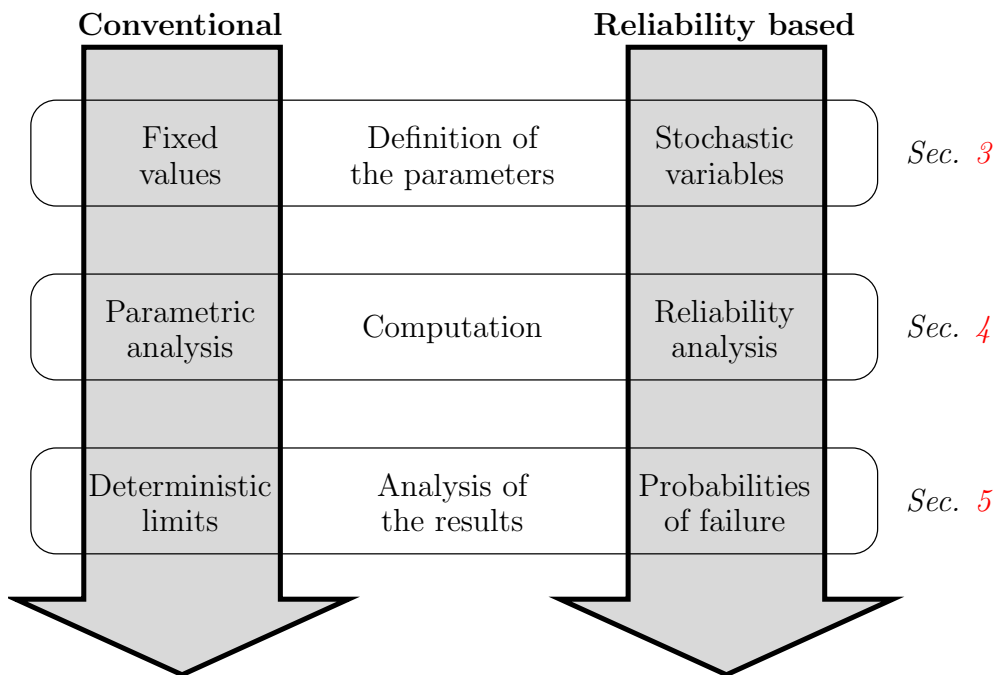 Conventional
Reliability based
Fixed
values
Definition of
the parameters
Stochastic
variables
Sec. 3
Parametric
analysis
Computation
Reliability
analysis
Sec. 4
Deterministic
limits
Analysis of
the results
Probabilities
of failure
Sec. 5